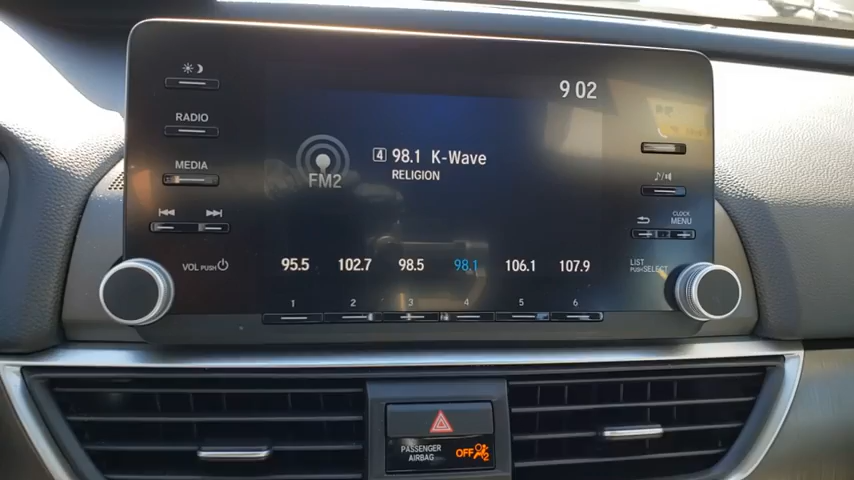 9 02
RADIO
MEDIA
4 98.1 K-Wave
RELIGION
FM2
CLOCK
MENU
VOL PUSH
LIST
PUSH SELECT
95.5 102.7 98.5 98.1 106.1 107.9
1 2 3 4 5 6
PASSENGER
AIRBAG
OFF 2